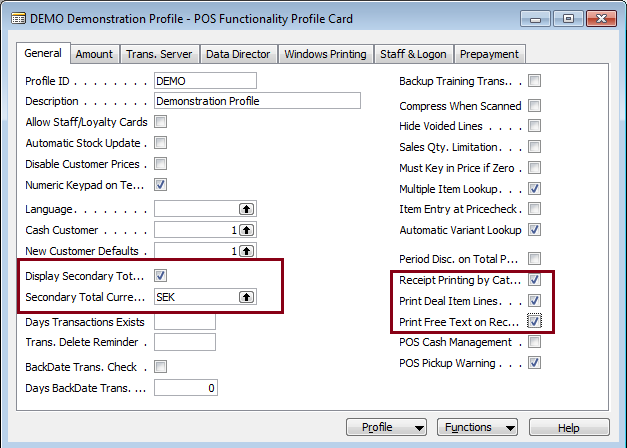 DEMO Demonstration Profile - POS Functionality Profile Card
General Amount Trans. Server Data Director Windows Printing Staff & Logon Prepayment
Profile ID . . . . . . . . DEMO
Description . . . . . . . Demonstration Profile
Allow Staff/Loyalty Cards
Automatic Stock Update .
Disable Customer Prices .
Numeric Keypad on Te...
Language. . . . . . . . .
Cash Customer . . . . . 1
New Customer Defaults . 1
Display Secondary Tot...
Secondary Total Curre... SEK
Days Transactions Exists
Trans. Delete Reminder .
BackDate Trans. Check .
Days BackDate Trans. ... 0
Backup Training Trans...
Compress When Scanned
Hide Voided Lines . . . .
Sales Qty. Limitation. . .
Must Key in Price if Zero .
Multiple Item Lookup. . .
Item Entry at Pricecheck .
Automatic Variant Lookup
Period Disc. on Total P...
Receipt Printing by Cat...
Print Deal Item Lines. . .
Print Free Text on Rec...
POS Cash Management .
POS Pickup Warning . . .
Profile Functions Help